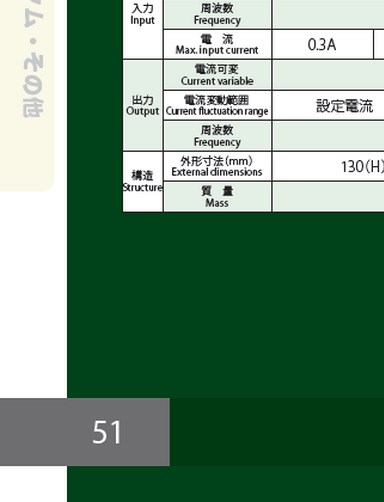 ム・その他
入力
Input
周波数
Frequency
電 流
Max. input current
0.3A
出力
Output
電流可変
Current variable
電流変動範囲
Current fluctuation range
設定電流
周波数
Frequency
構造
Structure
外形寸法(mm)
External dimensions
130(H)
質 量
Mass
51